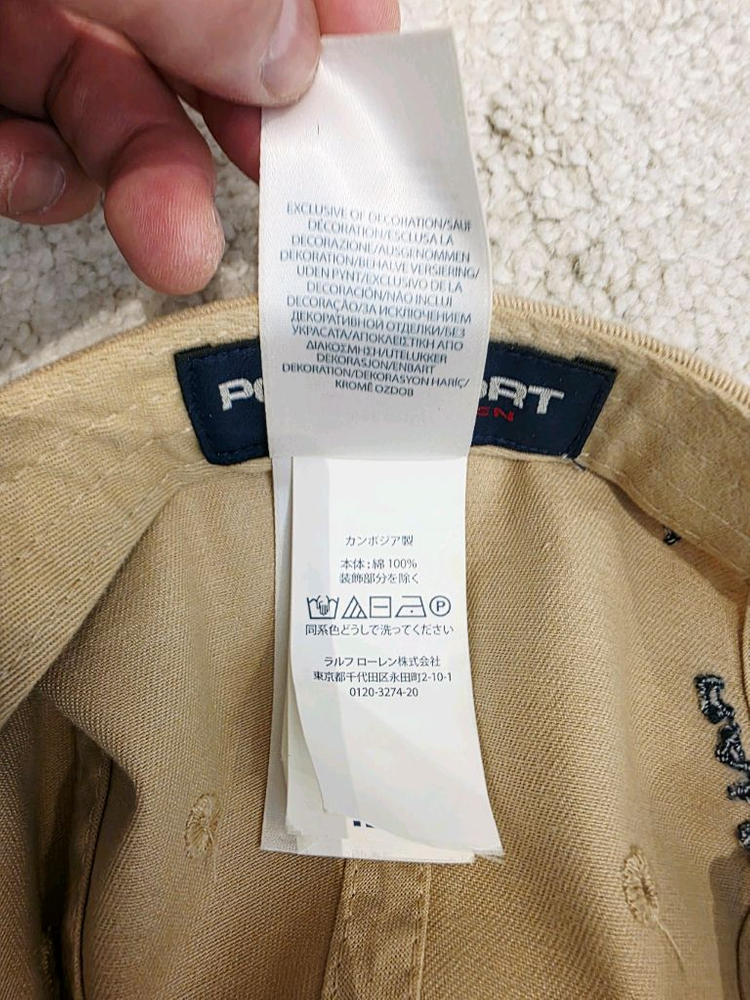 EXCLUSIVE OF DECORATION/SAUF
DÉCORATION/ESCLUSA LA
DECORAZIONE/AUSGENOMMEN
DEKORATION/BEHALVE VERSIERING/
UDEN PYNT/EXCLUSIVO DE LA
DECORACIÓN/NÃO INCLUI
DECORAÇÃO/ЗА ИСКЛЮЧЕНИЕМ
ДЕКОРАТИВНОЙ ОТДЕЛКИ/БЕЗ
УКРАСАТА/ΑΠΟΚΛΕΙΣΤΙΚΗ ΑΠΟ
ΔΙΑΚΟΣΜΗΣΗ/UTELUKKER
DEKORASJON/ENBART
DEKORATION/DEKORASYON HARİÇ/
KROMĚ OZDOB
カンボジア製
本体:綿 100%
装飾部分を除く
P
同系色どうしで洗ってください
ラルフ ローレン株式会社
東京都千代田区永田町2-10-1
0120-3274-20